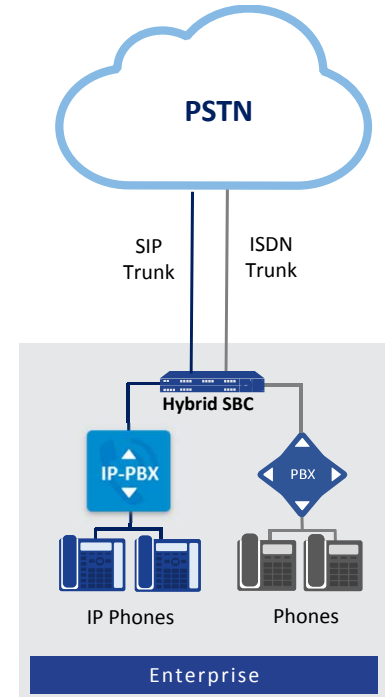 PSTN
SIP
Trunk
ISDN
Trunk
Hybrid SBC
IP-PBX
PBX
IP Phones
Phones
Enterprise